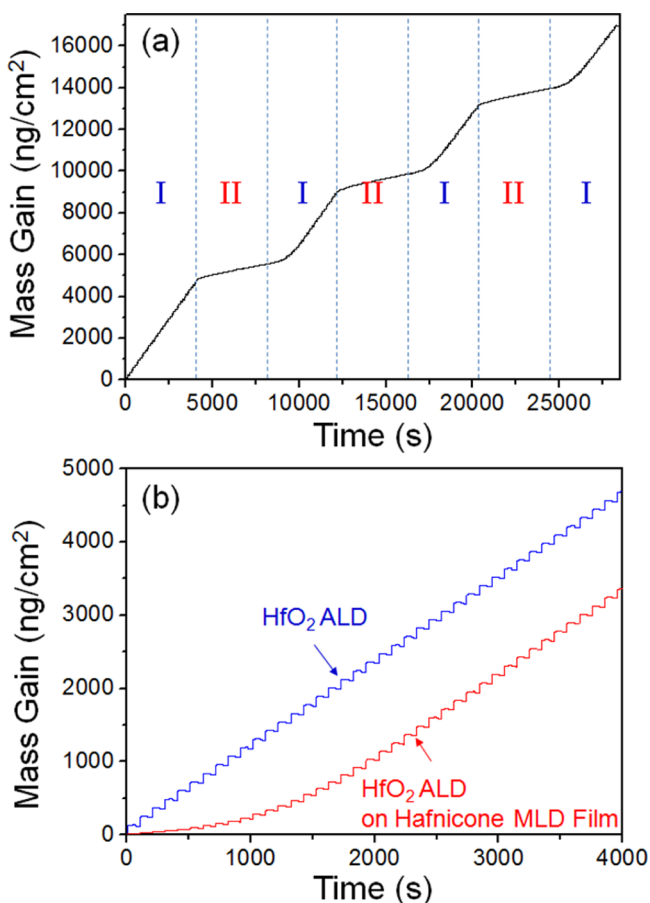 (a)
Mass Gain (ng/cm²)
16000
14000
12000
10000
8000
6000
4000
2000
0
I II I II I II I
0 5000 10000 15000 20000 25000
Time (s)
(b)
Mass Gain (ng/cm²)
5000
4000
3000
2000
1000
0
HfO₂ ALD
HfO₂ ALD
on Hafnicone MLD Film
0 1000 2000 3000 4000
Time (s)